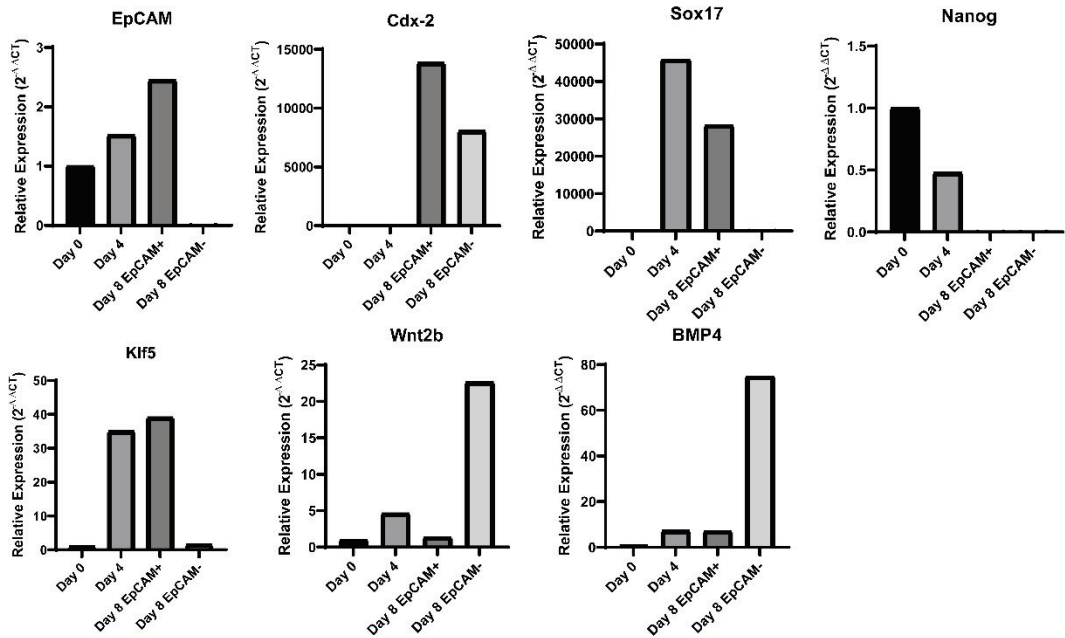 EpCAM
Relative Expression (2^-ΔΔCT)
3
2
1
0
Day 0
Day 4
Day 8 EpCAM+
Day 8 EpCAM-
Cdx-2
Relative Expression (2^-ΔΔCT)
15000
10000
5000
0
Day 0
Day 4
Day 8 EpCAM+
Day 8 EpCAM-
Sox17
Relative Expression (2^-ΔΔCT)
50000
40000
30000
20000
10000
0
Day 0
Day 4
Day 8 EpCAM+
Day 8 EpCAM-
Nanog
Relative Expression (2^-ΔΔCT)
1.5
1.0
0.5
0.0
Day 0
Day 4
Day 8 EpCAM+
Day 8 EpCAM-
Klf5
Relative Expression (2^-ΔΔCT)
50
40
30
20
10
0
Day 0
Day 4
Day 8 EpCAM+
Day 8 EpCAM-
Wnt2b
Relative Expression (2^-ΔΔCT)
25
20
15
10
5
0
Day 0
Day 4
Day 8 EpCAM+
Day 8 EpCAM-
BMP4
Relative Expression (2^-ΔΔCT)
80
60
40
20
0
Day 0
Day 4
Day 8 EpCAM+
Day 8 EpCAM-